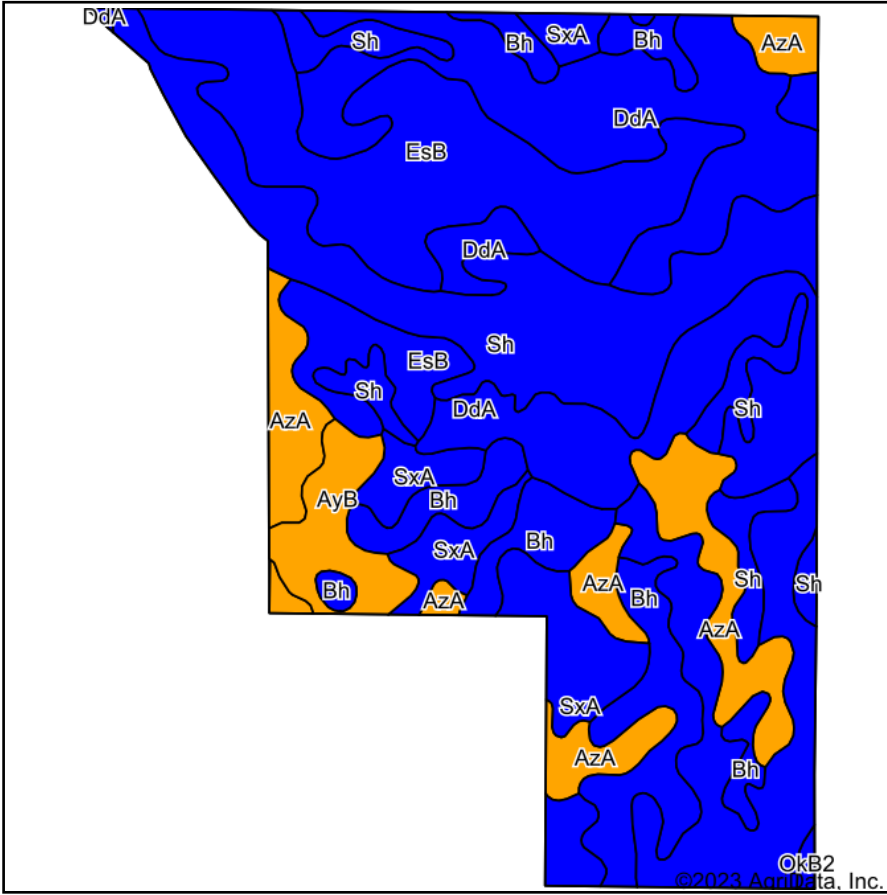 DdA
Sh
Bh
SxA
Bh
AzA
DdA
EsB
DdA
Sh
EsB
Sh
DdA
Sh
AzA
SxA
AyB
Bh
SxA
Bh
Bh
AzA
AzA
Bh
Sh
Sh
AzA
SxA
AzA
Bh
OkB2
©2023 AgriData, Inc.